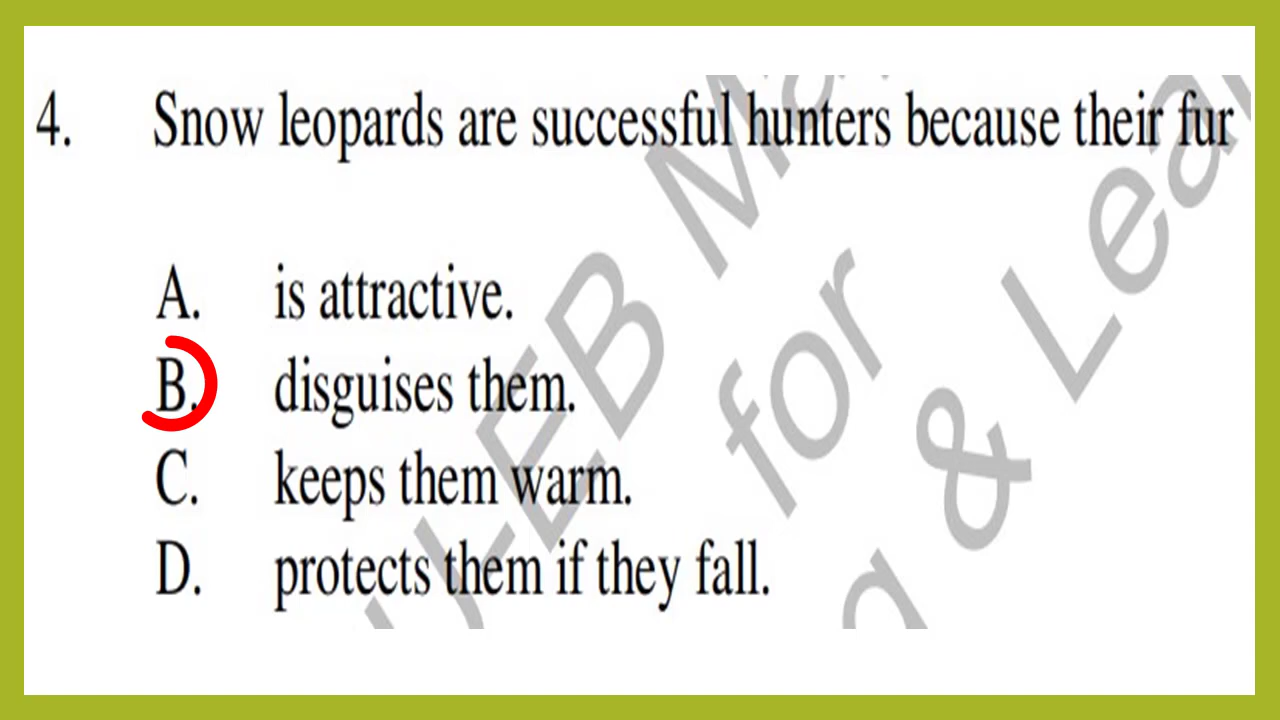 4. Snow leopards are successful hunters because their fur
A. is attractive.
B. disguises them.
C. keeps them warm.
D. protects them if they fall.